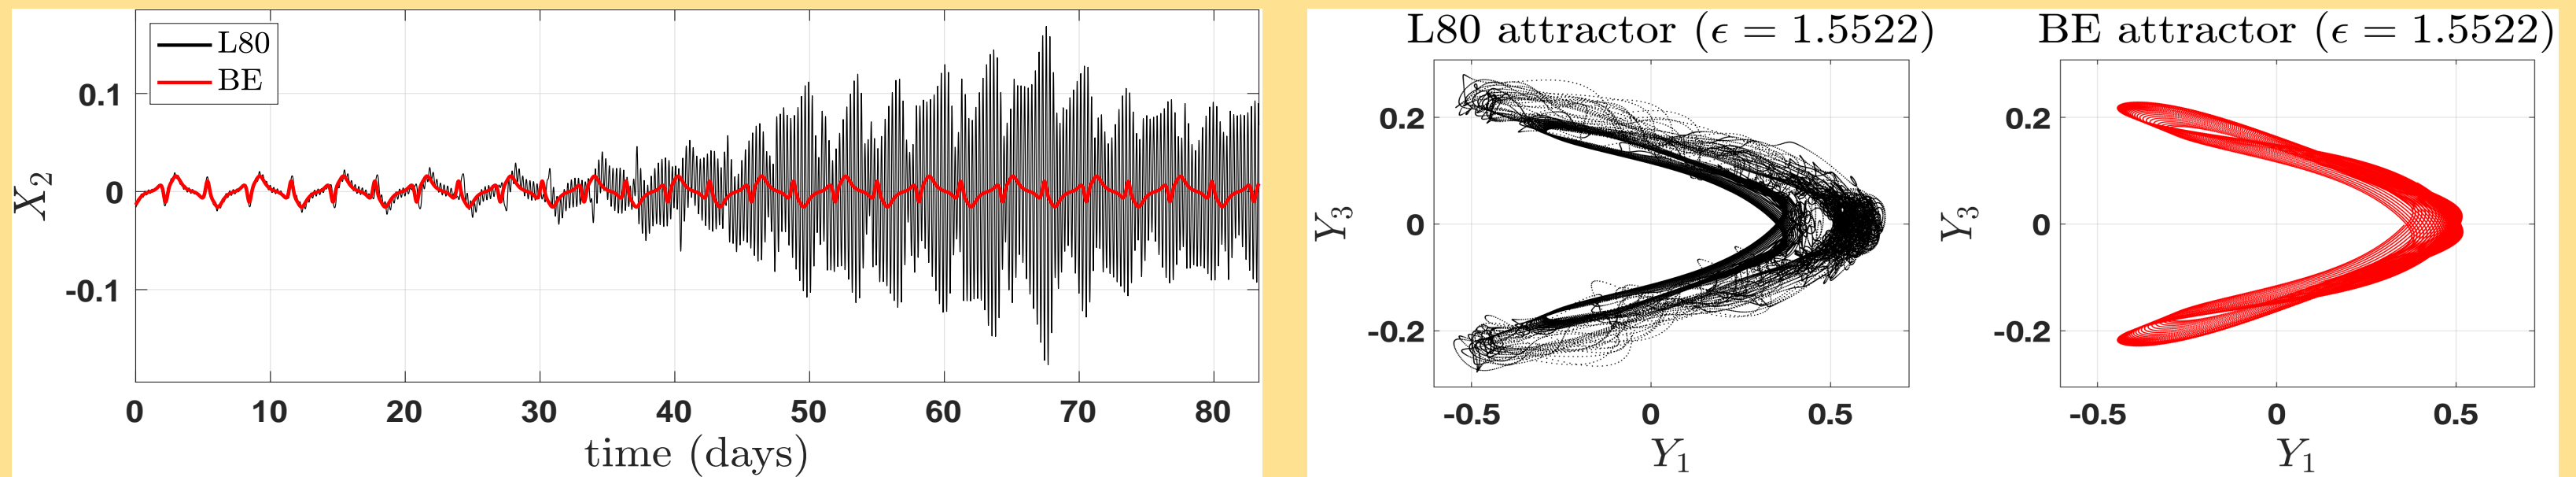 L80
BE
0.1
0
-0.1
X₂
0 10 20 30 40 50 60 70 80
time (days)
L80 attractor (ϵ = 1.5522)
0.2
0
-0.2
Y₃
-0.5 0 0.5
Y₁
BE attractor (ϵ = 1.5522)
0.2
0
-0.2
Y₃
-0.5 0 0.5
Y₁